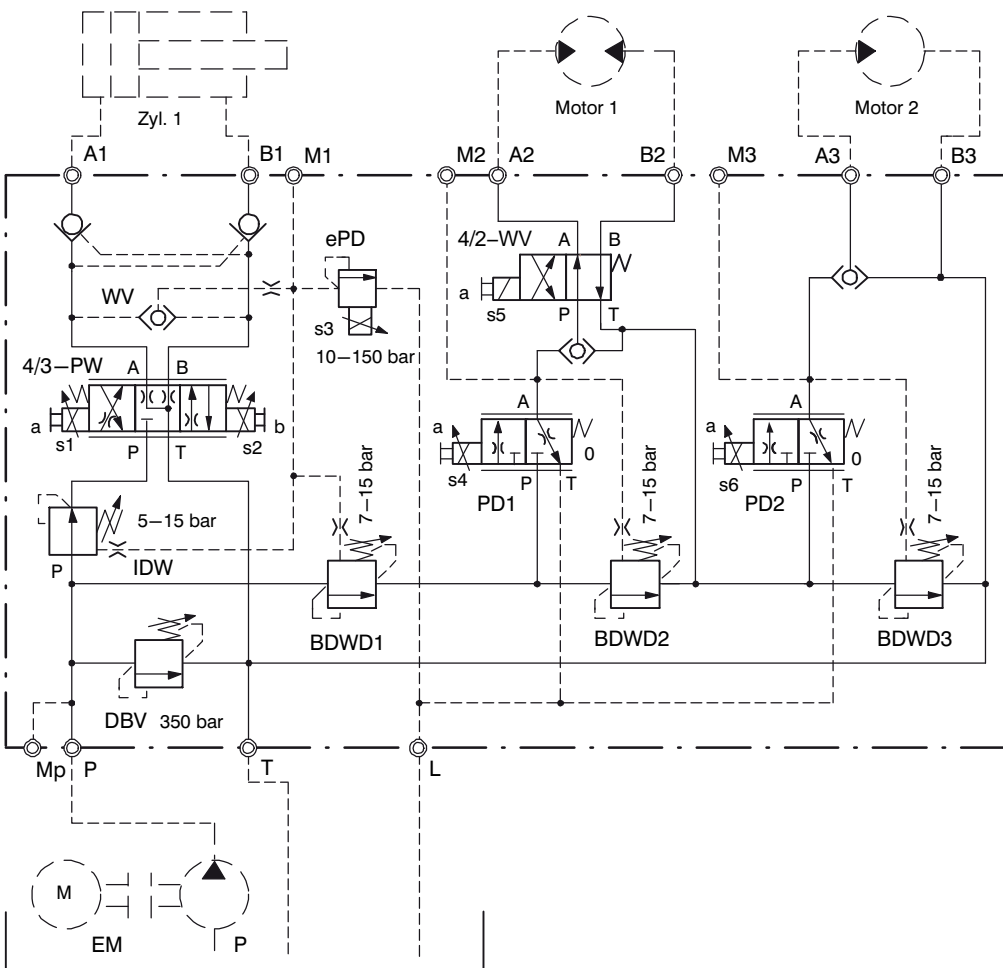 Zyl. 1
Motor 1
Motor 2
A1
B1
M1
M2
A2
B2
M3
A3
B3
ePD
4/2–WV
A
B
a
s5
P
T
WV
s3
10–150 bar
4/3–PW
A
B
a
s1
s2
b
P
T
A
a
s4
0
P
T
PD1
7–15 bar
A
a
s6
0
P
T
PD2
7–15 bar
5–15 bar
7–15 bar
P
IDW
BDWD1
BDWD2
BDWD3
DBV 350 bar
Mp
P
T
L
M
EM
P